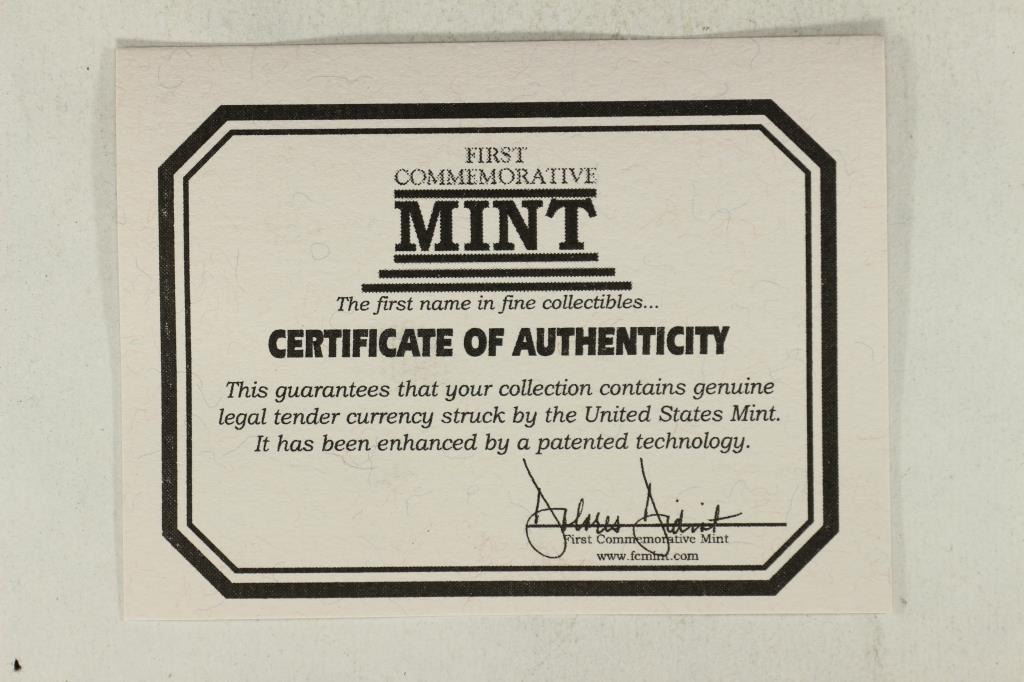 FIRST
COMMEMORATIVE
MINT
The first name in fine collectibles...
CERTIFICATE OF AUTHENTICITY
This guarantees that your collection contains genuine
legal tender currency struck by the United States Mint.
It has been enhanced by a patented technology.
Dolores
First Commemorative Mint
www.fcmint.com